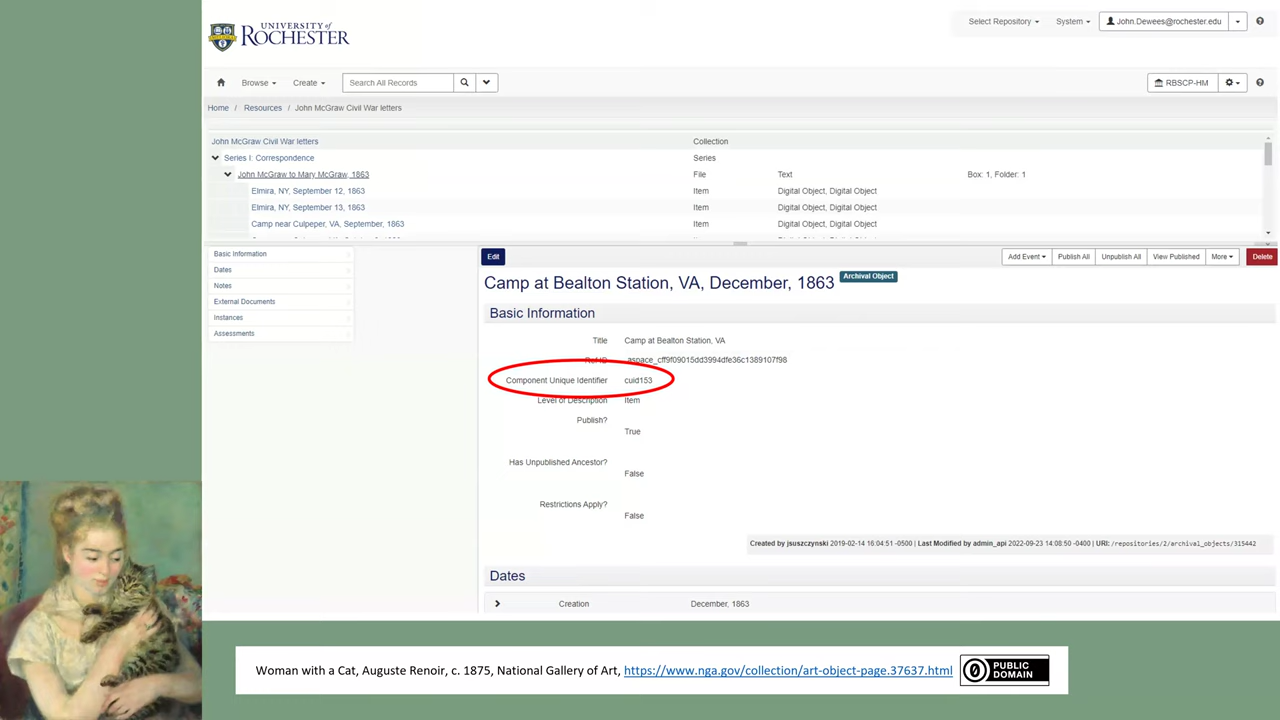 UNIVERSITY of
ROCHESTER
Select Repository System John.Dewees@rochester.edu
Browse Create Search All Records RBSCP-HM
Home / Resources / John McGraw Civil War letters
John McGraw Civil War letters Collection
Series I: Correspondence Series
John McGraw to Mary McGraw, 1863 File Text Box: 1, Folder: 1
Elmira, NY, September 12, 1863 Item Digital Object, Digital Object
Elmira, NY, September 13, 1863 Item Digital Object, Digital Object
Camp near Culpeper, VA, September, 1863 Item Digital Object, Digital Object
Basic Information
Dates
Notes
External Documents
Instances
Assessments
Edit Add Event Publish All Unpublish All View Published More Delete
Camp at Bealton Station, VA, December, 1863 Archival Object
Basic Information
Title Camp at Bealton Station, VA
Ref ID aspace_cff9f09015dd3994dfe36c1389107f98
Component Unique Identifier cuid153
Level of Description Item
Publish?
True
Has Unpublished Ancestor?
False
Restrictions Apply?
False
Created by jsuszczynski 2019-02-14 16:04:51 -0500 | Last Modified by admin_api 2022-09-23 14:08:50 -0400 | URI: /repositories/2/archival_objects/315442
Dates
Creation December, 1863
Woman with a Cat, Auguste Renoir, c. 1875, National Gallery of Art, https://www.nga.gov/collection/art-object-page.37637.html
PUBLIC
DOMAIN